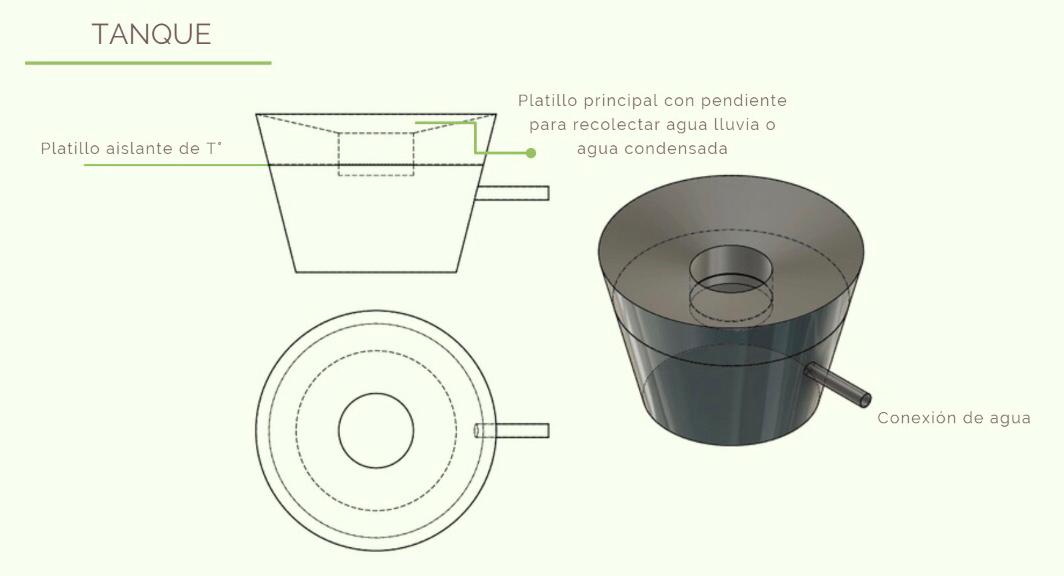 TANQUE
Platillo principal con pendiente
para recolectar agua lluvia o
agua condensada
Platillo aislante de T°
Conexión de agua